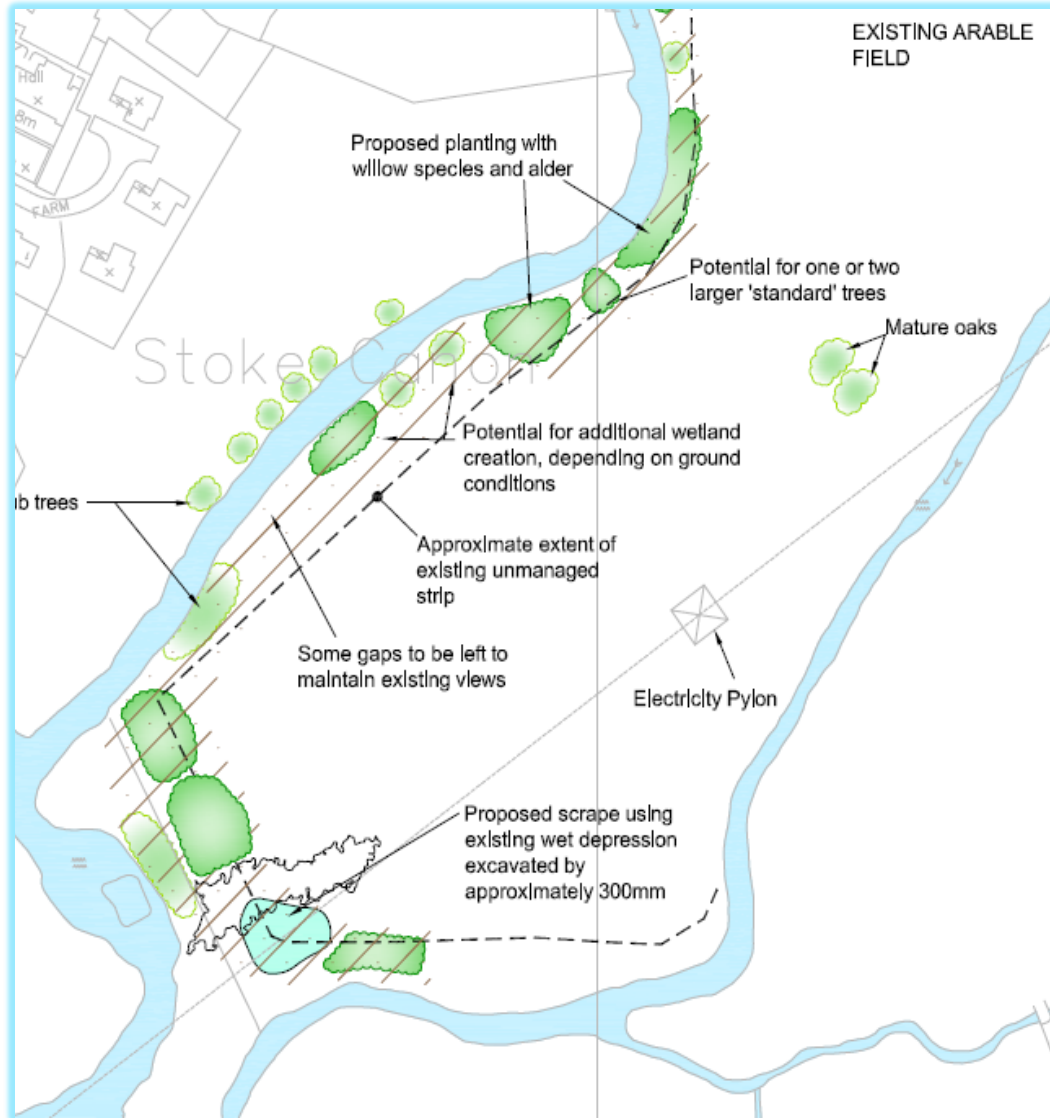 EXISTING ARABLE
FIELD
Hall
8m
FARM
Proposed planting with
willow species and alder
Potential for one or two
larger 'standard' trees
Mature oaks
Stoke Canon
Potential for additional wetland
creation, depending on ground
conditions
ub trees
Approximate extent of
existing unmanaged
strip
Some gaps to be left to
maintain existing views
Electricity Pylon
Proposed scrape using
existing wet depression
excavated by
approximately 300mm